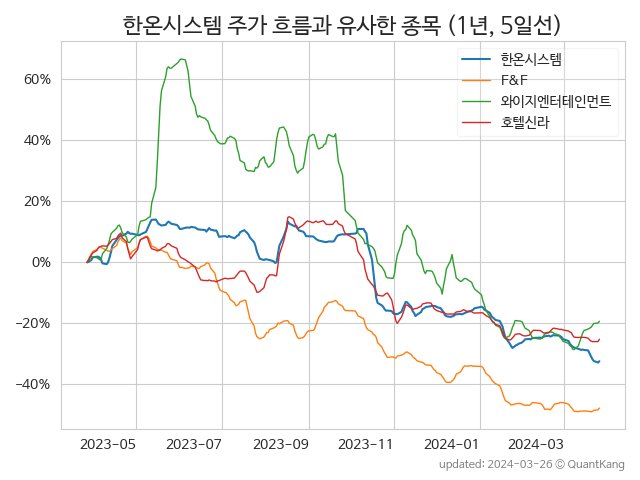 한온시스템 주가 흐름과 유사한 종목 (1년, 5일선)
한온시스템
F&F
와이지엔터테인먼트
호텔신라
60%
40%
20%
0%
−20%
−40%
2023-05 2023-07 2023-09 2023-11 2024-01 2024-03
updated: 2024-03-26 © QuantKang